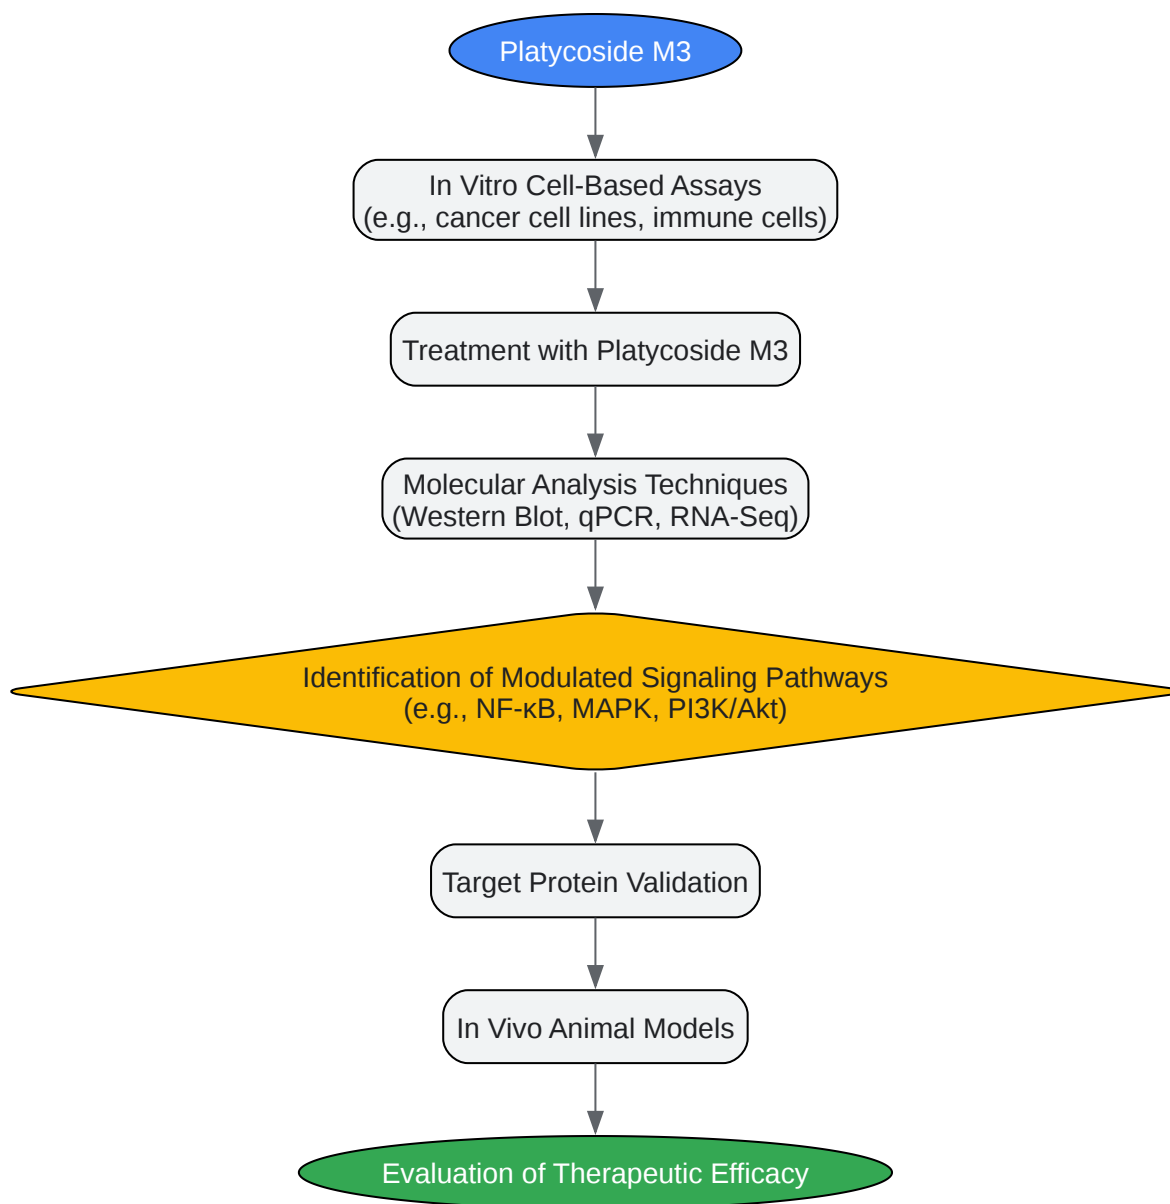 Platycoside M3
In Vitro Cell-Based Assays
(e.g., cancer cell lines, immune cells)
Treatment with Platycoside M3
Molecular Analysis Techniques
(Western Blot, qPCR, RNA-Seq)
Identification of Modulated Signaling Pathways
(e.g., NF-κB, MAPK, PI3K/Akt)
Target Protein Validation
In Vivo Animal Models
Evaluation of Therapeutic Efficacy